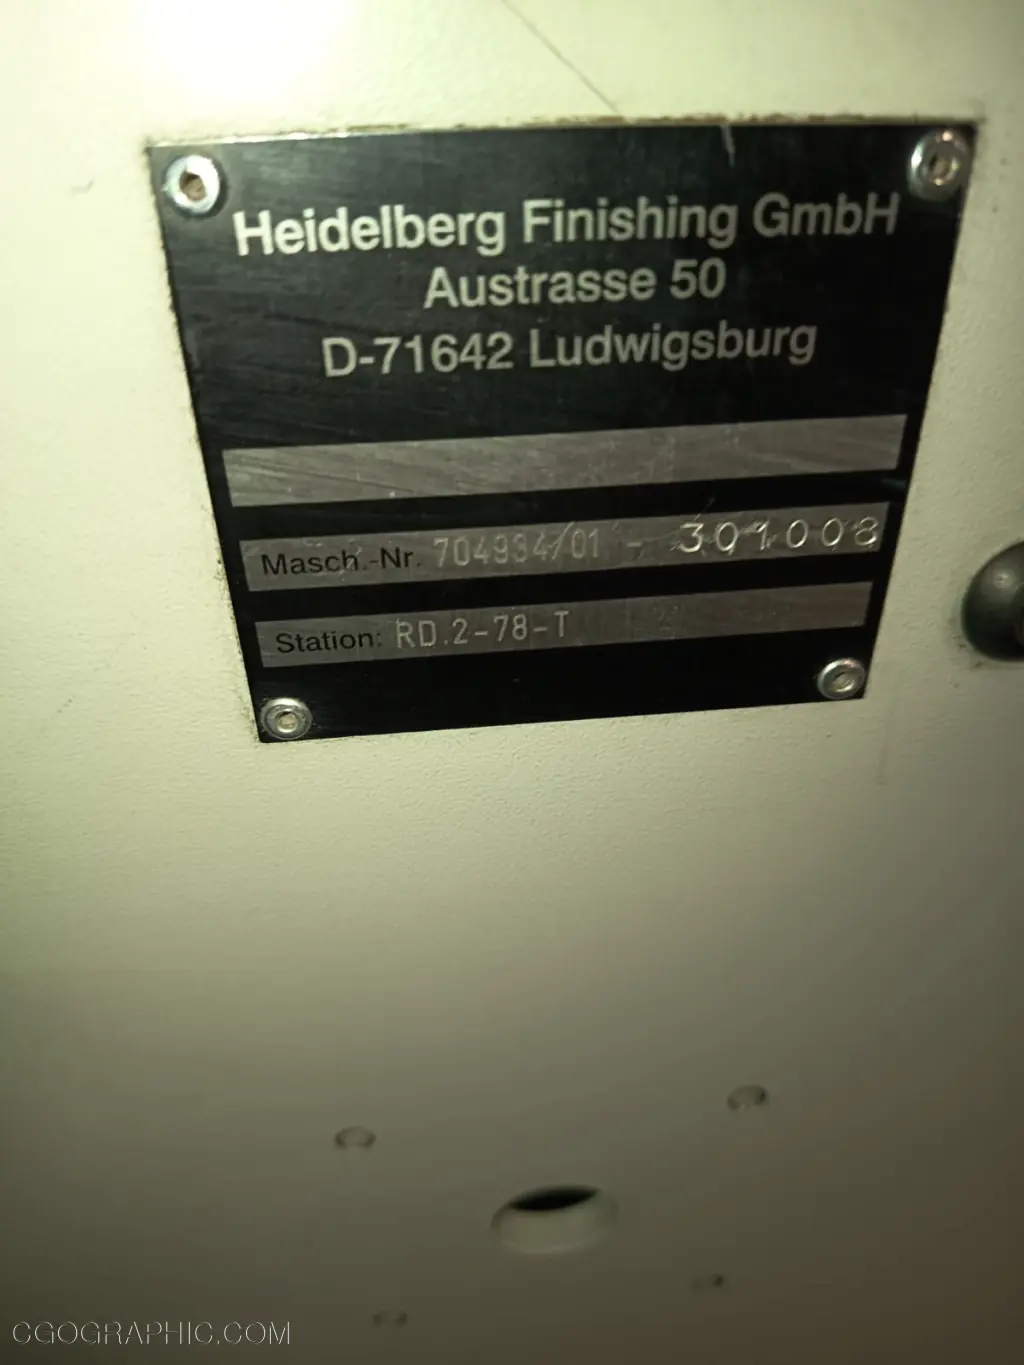 Heidelberg Finishing GmbH
Austrasse 50
D-71642 Ludwigsburg
Masch.-Nr. 704934/01 - 301008
Station: RD.2-78-T
CGOGRAPHIC.COM